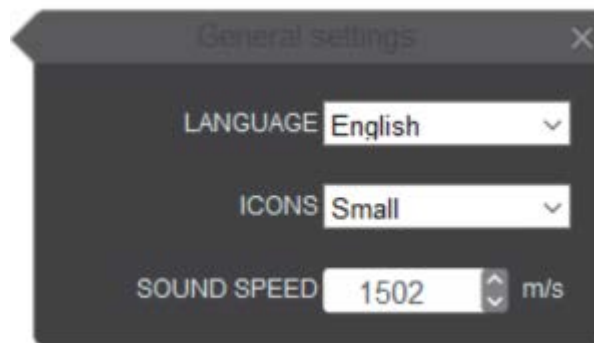 General settings
LANGUAGE English
ICONS Small
SOUND SPEED 1502 m/s